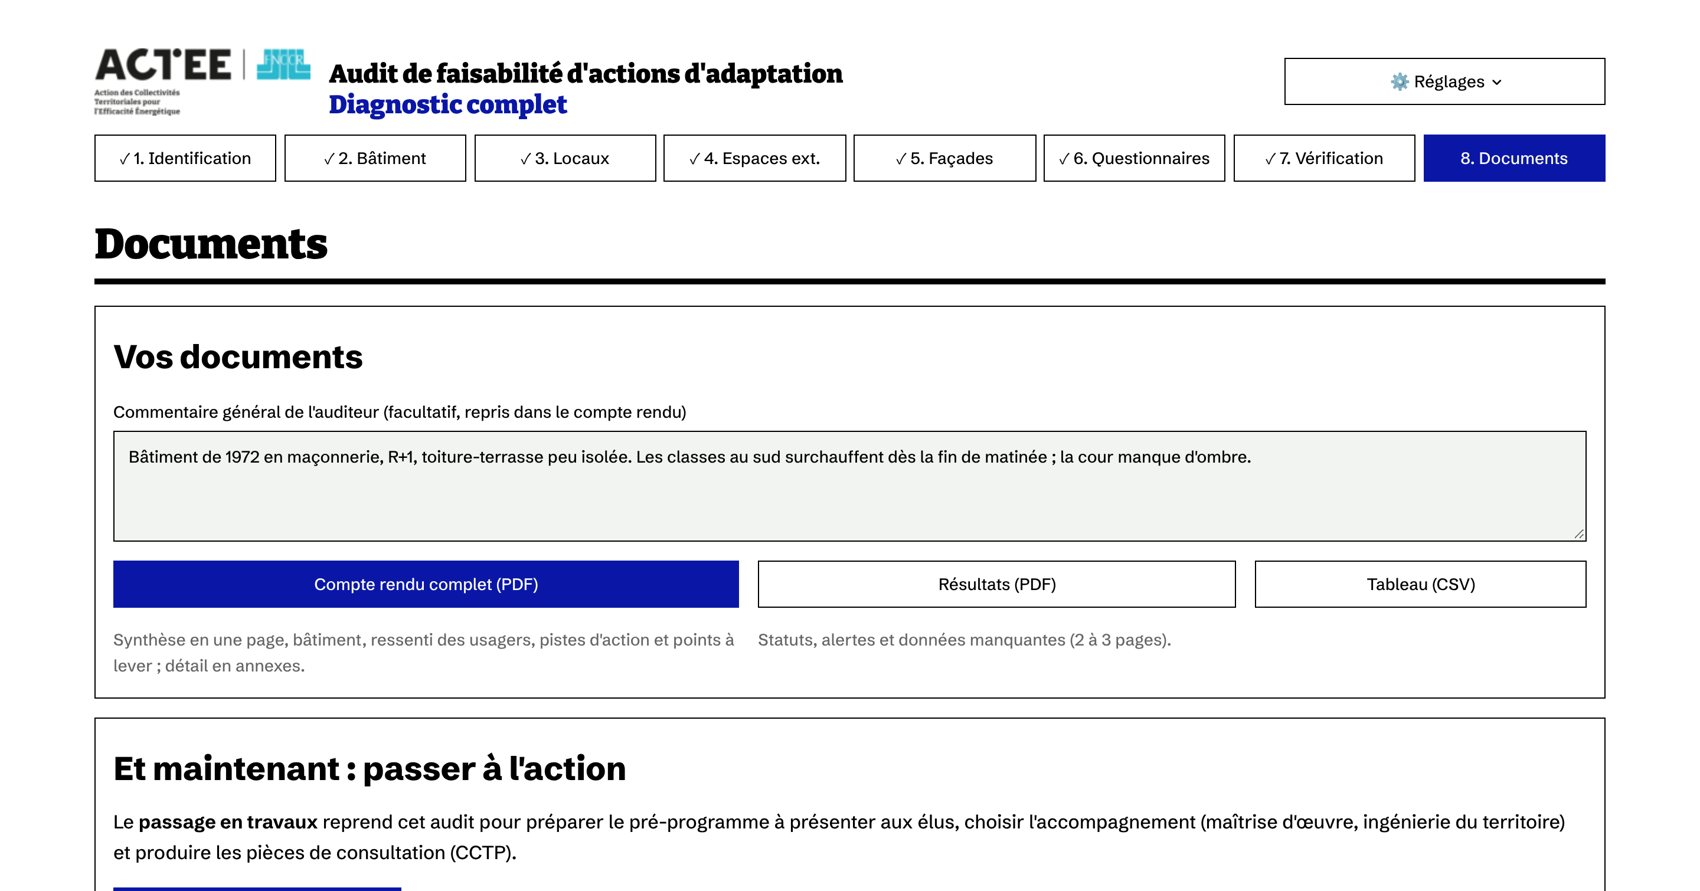 ACTEE | FNCCR
Action des Collectivités
Territoriales pour
l'Efficacité Énergétique
Audit de faisabilité d'actions d'adaptation
Diagnostic complet
⚙️ Réglages
✓ 1. Identification
✓ 2. Bâtiment
✓ 3. Locaux
✓ 4. Espaces ext.
✓ 5. Façades
✓ 6. Questionnaires
✓ 7. Vérification
8. Documents
Documents
Vos documents
Commentaire général de l'auditeur (facultatif, repris dans le compte rendu)
Bâtiment de 1972 en maçonnerie, R+1, toiture-terrasse peu isolée. Les classes au sud surchauffent dès la fin de matinée ; la cour manque d'ombre.
Compte rendu complet (PDF)
Résultats (PDF)
Tableau (CSV)
Synthèse en une page, bâtiment, ressenti des usagers, pistes d'action et points à
lever ; détail en annexes.
Statuts, alertes et données manquantes (2 à 3 pages).
Et maintenant : passer à l'action
Le passage en travaux reprend cet audit pour préparer le pré-programme à présenter aux élus, choisir l'accompagnement (maîtrise d'œuvre, ingénierie du territoire)
et produire les pièces de consultation (CCTP).